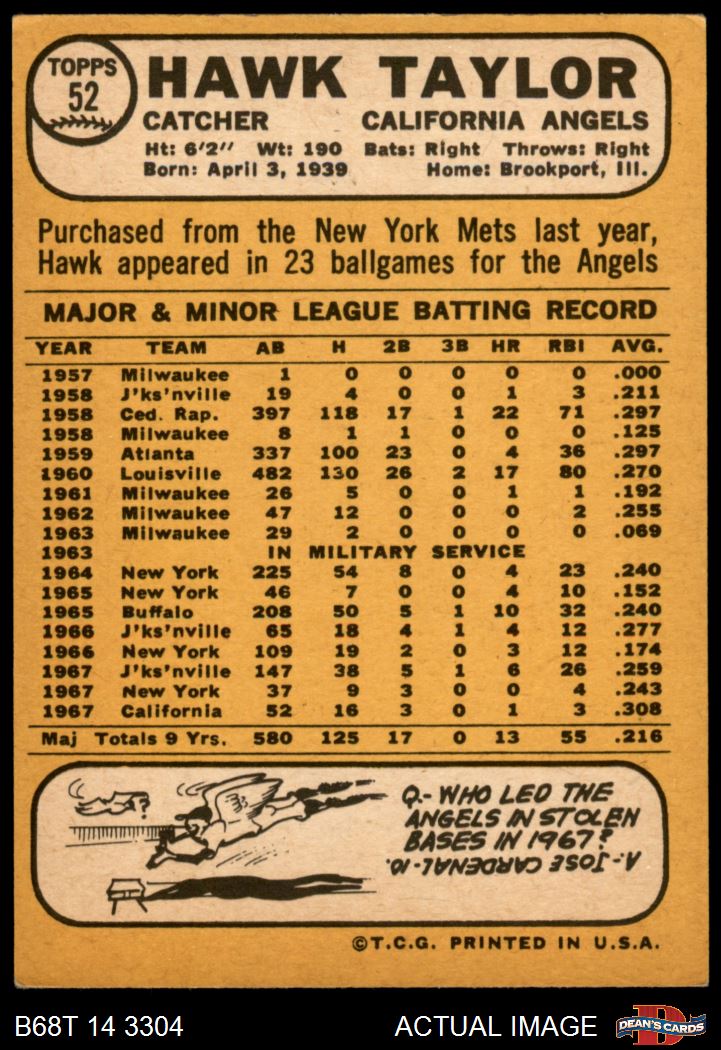 TOPPS
52
HAWK TAYLOR
CATCHER CALIFORNIA ANGELS
Ht: 6'2" Wt: 190 Bats: Right Throws: Right
Born: April 3, 1939 Home: Brookport, Ill.
Purchased from the New York Mets last year,
Hawk appeared in 23 ballgames for the Angels
MAJOR & MINOR LEAGUE BATTING RECORD
YEAR TEAM AB H 2B 3B HR RBI AVG.
1957 Milwaukee 1 0 0 0 0 0 .000
1958 J'ks'nville 19 4 0 0 1 3 .211
1958 Ced. Rap. 397 118 17 1 22 71 .297
1958 Milwaukee 8 1 1 0 0 0 .125
1959 Atlanta 337 100 23 0 4 36 .297
1960 Louisville 482 130 26 2 17 80 .270
1961 Milwaukee 26 5 0 0 1 1 .192
1962 Milwaukee 47 12 0 0 0 2 .255
1963 Milwaukee 29 2 0 0 0 0 .069
1963 IN MILITARY SERVICE
1964 New York 225 54 8 0 4 23 .240
1965 New York 46 7 0 0 4 10 .152
1965 Buffalo 208 50 5 1 10 32 .240
1966 J'ks'nville 65 18 4 1 4 12 .277
1966 New York 109 19 2 0 3 12 .174
1967 J'ks'nville 147 38 5 1 6 26 .259
1967 New York 37 9 3 0 0 4 .243
1967 California 52 16 3 0 1 3 .308
Maj Totals 9 Yrs. 580 125 17 0 13 55 .216
?
Q.- WHO LED THE
ANGELS IN STOLEN
BASES IN 1967?
A.- JOSE CARDENAL-10.
©T.C.G. PRINTED IN U.S.A.
B68T 14 3304 ACTUAL IMAGE
D
DEAN'S CARDS